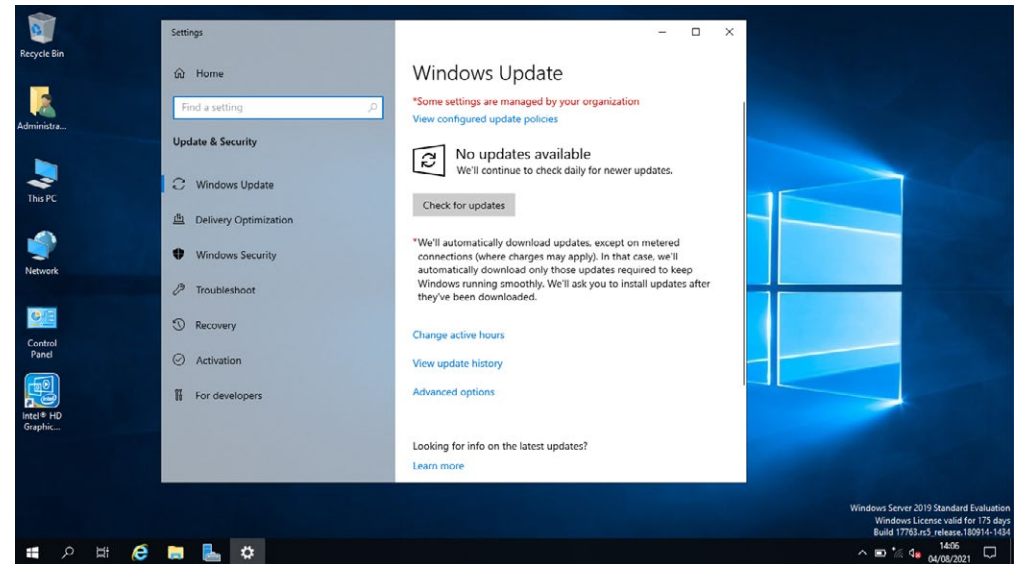 Recycle Bin
Administra...
This PC
Network
Control
Panel
Intel® HD
Graphic...
Settings
Home
Find a setting
Update & Security
Windows Update
Delivery Optimization
Windows Security
Troubleshoot
Recovery
Activation
For developers
Windows Update
*Some settings are managed by your organization
View configured update policies
No updates available
We'll continue to check daily for newer updates.
Check for updates
*We'll automatically download updates, except on metered
connections (where charges may apply). In that case, we'll
automatically download only those updates required to keep
Windows running smoothly. We'll ask you to install updates after
they've been downloaded.
Change active hours
View update history
Advanced options
Looking for info on the latest updates?
Learn more
Windows Server 2019 Standard Evaluation
Windows License valid for 175 days
Build 17763.rs5_release.180914-1434
14:06
04/08/2021